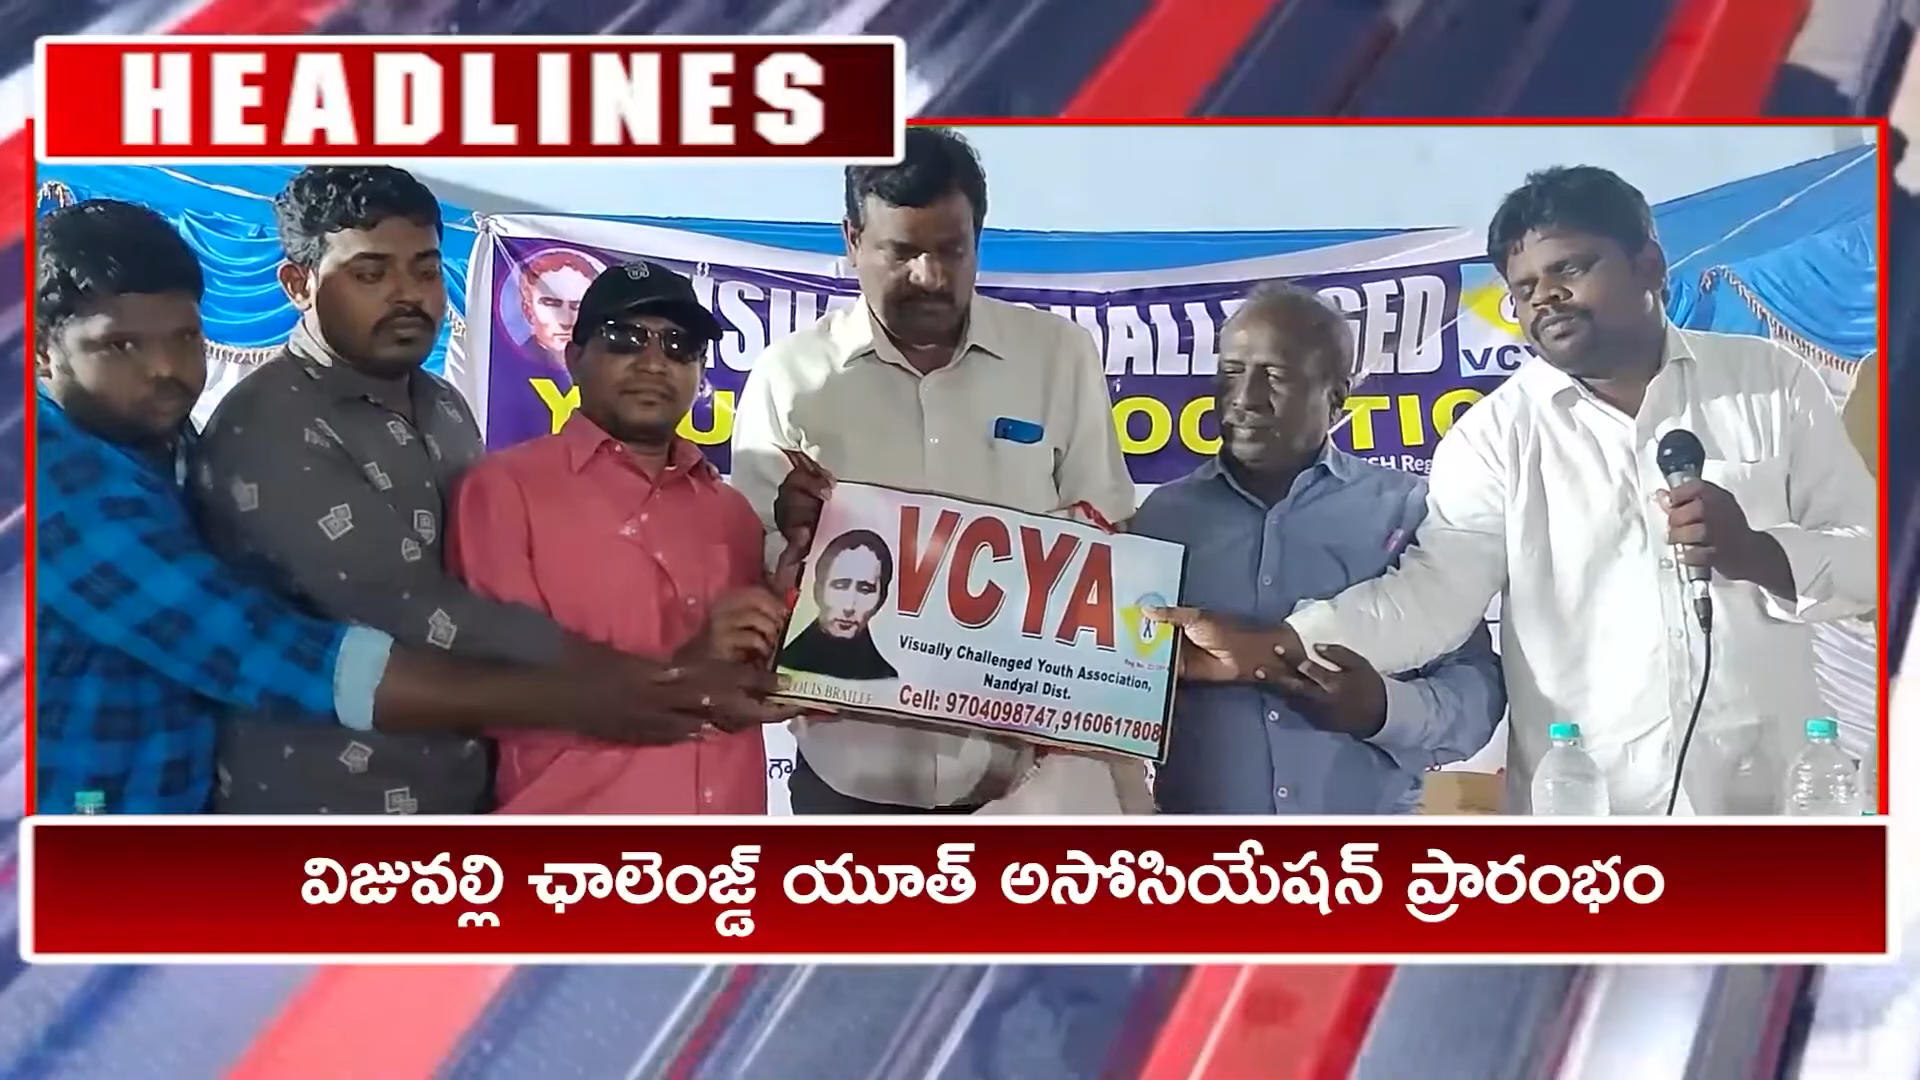 HEADLINES
VCY
VCYA
Visually Challenged Youth Association,
Nandyal Dist.
LOUIS BRAILLE
Cell: 9704098747,9160617808
విజువల్లి ఛాలెంజ్డ్ యూత్ అసోసియేషన్ ప్రారంభం